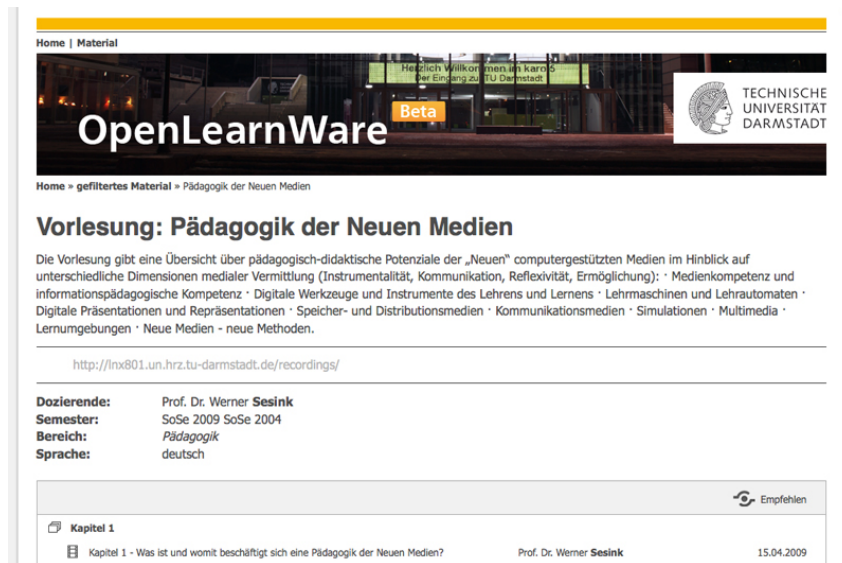 Home | Material
Herzlich Willkommen im karo 5
Der Eingang zu TU Darmstadt
OpenLearnWare Beta
TECHNISCHE
UNIVERSITÄT
DARMSTADT
Home » gefiltertes Material » Pädagogik der Neuen Medien
Vorlesung: Pädagogik der Neuen Medien
Die Vorlesung gibt eine Übersicht über pädagogisch-didaktische Potenziale der „Neuen“ computergestützten Medien im Hinblick auf
unterschiedliche Dimensionen medialer Vermittlung (Instrumentalität, Kommunikation, Reflexivität, Ermöglichung): · Medienkompetenz und
informationspädagogische Kompetenz · Digitale Werkzeuge und Instrumente des Lehrens und Lernens · Lehrmaschinen und Lehrautomaten ·
Digitale Präsentationen und Repräsentationen · Speicher- und Distributionsmedien · Kommunikationsmedien · Simulationen · Multimedia ·
Lernumgebungen · Neue Medien - neue Methoden.
http://lnx801.un.hrz.tu-darmstadt.de/recordings/
Dozierende: Prof. Dr. Werner Sesink
Semester: SoSe 2009 SoSe 2004
Bereich: Pädagogik
Sprache: deutsch
Empfehlen
Kapitel 1
Kapitel 1 - Was ist und womit beschäftigt sich eine Pädagogik der Neuen Medien? Prof. Dr. Werner Sesink 15.04.2009